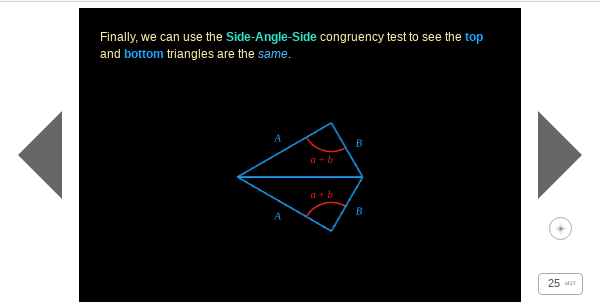 Finally, we can use the Side-Angle-Side congruency test to see the top
and bottom triangles are the same.
A
B
a + b
a + b
A
B
25 of 27